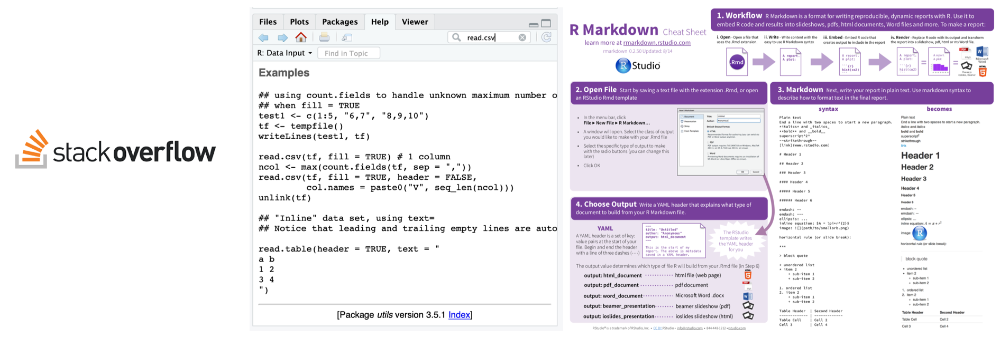 stackoverflow
Files Plots Packages Help Viewer
read.csv
R: Data Input Find in Topic
Examples
## using count.fields to handle unknown maximum number o
## when fill = TRUE
test1 <- c(1:5, "6,7", "8,9,10")
tf <- tempfile()
writeLines(test1, tf)
read.csv(tf, fill = TRUE) # 1 column
ncol <- max(count.fields(tf, sep = ","))
read.csv(tf, fill = TRUE, header = FALSE,
col.names = paste0("V", seq_len(ncol)))
unlink(tf)
## "Inline" data set, using text=
## Notice that leading and trailing empty lines are auto
read.table(header = TRUE, text = "
a b
1 2
3 4
")
[Package utils version 3.5.1 Index]
R Markdown Cheat Sheet
learn more at rmarkdown.rstudio.com
rmarkdown 0.2.50 Updated: 8/14
R Studio
1. Workflow R Markdown is a format for writing reproducible, dynamic reports with R. Use it to
embed R code and results into slideshows, pdfs, html documents, Word files and more. To make a report:
i. Open - Open a file that
uses the .Rmd extension.
ii. Write - Write content with the
easy to use R Markdown syntax
iii. Embed - Embed R code that
creates output to include in the report
iv. Render - Replace R code with its output and transform
the report into a slideshow, pdf, html or ms Word file.
.Rmd
A report.
A plot:
A report.
A plot:
```{r}
hist(co2)
```
A report.
A plot:
```{r}
hist(co2)
```
=
A report.
A plot:
=
Microsoft
Word
2. Open File Start by saving a text file with the extension .Rmd, or open
an RStudio Rmd template
• In the menu bar, click
File ▸ New File ▸ R Markdown...
• A window will open. Select the class of output
you would like to make with your .Rmd file
• Select the specific type of output to make
with the radio buttons (you can change this
later)
• Click OK
New R Markdown
Document
Presentation
Shiny
From Template
Title: Untitled
Author: Anonymous
Default Output Format:
HTML
PDF
Word
OK Cancel
3. Markdown Next, write your report in plain text. Use markdown syntax to
describe how to format text in the final report.
syntax
Plain text
End a line with two spaces to start a new paragraph.
*italics* and _italics_
**bold** and __bold__
superscript^2^
~~strikethrough~~
[link](www.rstudio.com)
# Header 1
## Header 2
### Header 3
#### Header 4
##### Header 5
###### Header 6
endash: --
emdash: ---
ellipsis: ...
inline equation: $A = \pi*r^{2}$
image: ![](path/to/smallorb.png)
horizontal rule (or slide break):
***
> block quote
* unordered list
* item 2
+ sub-item 1
+ sub-item 2
1. ordered list
2. item 2
+ sub-item 1
+ sub-item 2
Table Header | Second Header
------------- | -------------
Table Cell | Cell 2
Cell 3 | Cell 4
becomes
Plain text
End a line with two spaces to start a new paragraph.
italics and italics
bold and bold
superscript²
strikethrough
link
Header 1
Header 2
Header 3
Header 4
Header 5
Header 6
endash: –
emdash: —
ellipsis: …
inline equation: A = π * r²
image: R
horizontal rule (or slide break):
block quote
• unordered list
• item 2
• sub-item 1
• sub-item 2
1. ordered list
2. item 2
• sub-item 1
• sub-item 2
Table Header Second Header
Table Cell Cell 2
Cell 3 Cell 4
4. Choose Output Write a YAML header that explains what type of
document to build from your R Markdown file.
YAML
A YAML header is a set of key:
value pairs at the start of your
file. Begin and end the header
with a line of three dashes (- - -)
---
title: "Untitled"
author: "Anonymous"
output: html_document
---
This is the start of my
report. The above is metadata
saved in a YAML header.
The RStudio
template writes
the YAML header
for you
The output value determines which type of file R will build from your .Rmd file (in Step 6)
output: html_document html file (web page)
output: pdf_document pdf document
output: word_document Microsoft Word .docx
output: beamer_presentation beamer slideshow (pdf)
output: ioslides_presentation ioslides slideshow (html)
RStudio® is a trademark of RStudio, Inc. • CC BY RStudio • info@rstudio.com • 844-448-1212 • rstudio.com